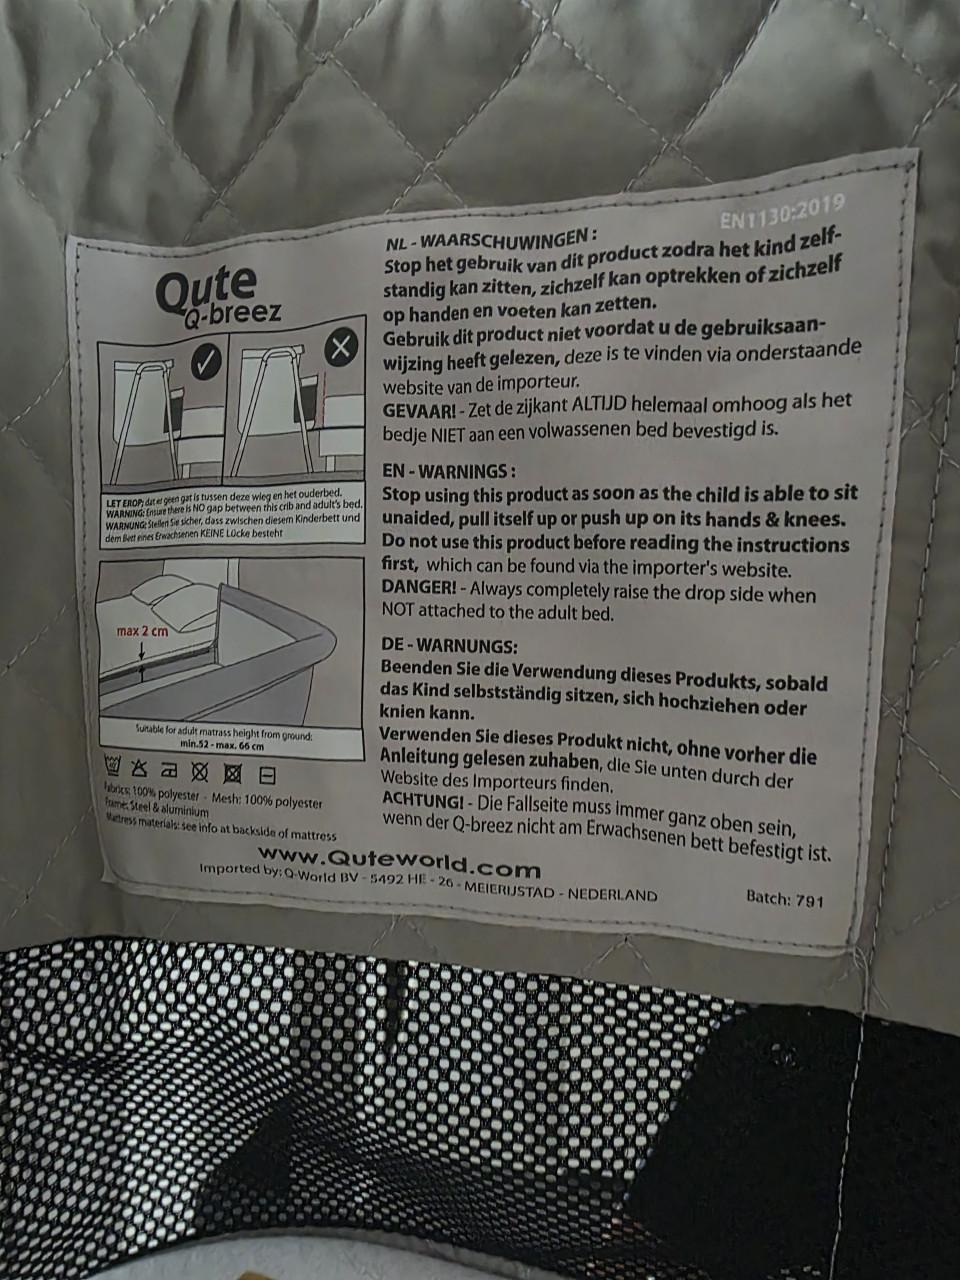 EN1130:2019
Qute
Q-breez
LET EROP: dat er geen gat is tussen deze wieg en het ouderbed.
WARNING: Ensure there is NO gap between this crib and adult's bed.
WARNUNG: Stellen Sie sicher, dass zwischen diesem Kinderbett und
dem Bett eines Erwachsenen KEINE Lücke besteht
max 2 cm
Suitable for adult matrass height from ground:
min.52 - max. 66 cm
Fabrics: 100% polyester - Mesh: 100% polyester
Frame: Steel & aluminium
Mattress materials: see info at backside of mattress
NL - WAARSCHUWINGEN :
Stop het gebruik van dit product zodra het kind zelf-
standig kan zitten, zichzelf kan optrekken of zichzelf
op handen en voeten kan zetten.
Gebruik dit product niet voordat u de gebruiksaan-
wijzing heeft gelezen, deze is te vinden via onderstaande
website van de importeur.
GEVAAR! - Zet de zijkant ALTIJD helemaal omhoog als het
bedje NIET aan een volwassenen bed bevestigd is.
EN - WARNINGS :
Stop using this product as soon as the child is able to sit
unaided, pull itself up or push up on its hands & knees.
Do not use this product before reading the instructions
first, which can be found via the importer's website.
DANGER! - Always completely raise the drop side when
NOT attached to the adult bed.
DE - WARNUNGS:
Beenden Sie die Verwendung dieses Produkts, sobald
das Kind selbstständig sitzen, sich hochziehen oder
knien kann.
Verwenden Sie dieses Produkt nicht, ohne vorher die
Anleitung gelesen zuhaben, die Sie unten durch der
Website des Importeurs finden.
ACHTUNG! - Die Fallseite muss immer ganz oben sein,
wenn der Q-breez nicht am Erwachsenen bett befestigt ist.
www.Quteworld.com
Imported by: Q-World BV - 5492 HE - 26 - MEIERIJSTAD - NEDERLAND
Batch: 791